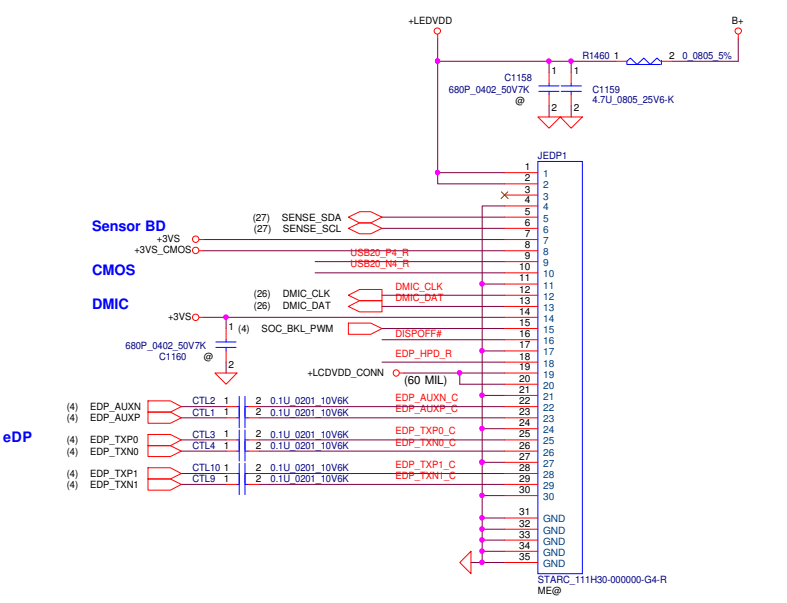 +LEDVDD
B+
R1460 1 2 0_0805_5%
1 1
C1158
680P_0402_50V7K
@
C1159
4.7U_0805_25V6-K
2 2
JEDP1
1 1
2 2
3 3
4 4
(27) SENSE_SDA 5 5
(27) SENSE_SCL 6 6
Sensor BD
+3VS 7 7
+3VS_CMOS 8 8
USB20_P4_R 9 9
USB20_N4_R 10 10
CMOS
11 11
(26) DMIC_CLK DMIC_CLK 12 12
DMIC
(26) DMIC_DAT DMIC_DAT 13 13
+3VS 14 14
1 (4) SOC_BKL_PWM 15 15
DISPOFF# 16 16
680P_0402_50V7K
C1160 @
2
17 17
EDP_HPD_R 18 18
+LCDVDD_CONN (60 MIL) 19 19
20 20
21 21
(4) EDP_AUXN CTL2 1 2 0.1U_0201_10V6K EDP_AUXN_C 22 22
(4) EDP_AUXP CTL1 1 2 0.1U_0201_10V6K EDP_AUXP_C 23 23
24 24
eDP
(4) EDP_TXP0 CTL3 1 2 0.1U_0201_10V6K EDP_TXP0_C 25 25
(4) EDP_TXN0 CTL4 1 2 0.1U_0201_10V6K EDP_TXN0_C 26 26
27 27
(4) EDP_TXP1 CTL10 1 2 0.1U_0201_10V6K EDP_TXP1_C 28 28
(4) EDP_TXN1 CTL9 1 2 0.1U_0201_10V6K EDP_TXN1_C 29 29
30 30
31 GND
32 GND
33 GND
34 GND
35 GND
STARC_111H30-000000-G4-R
ME@